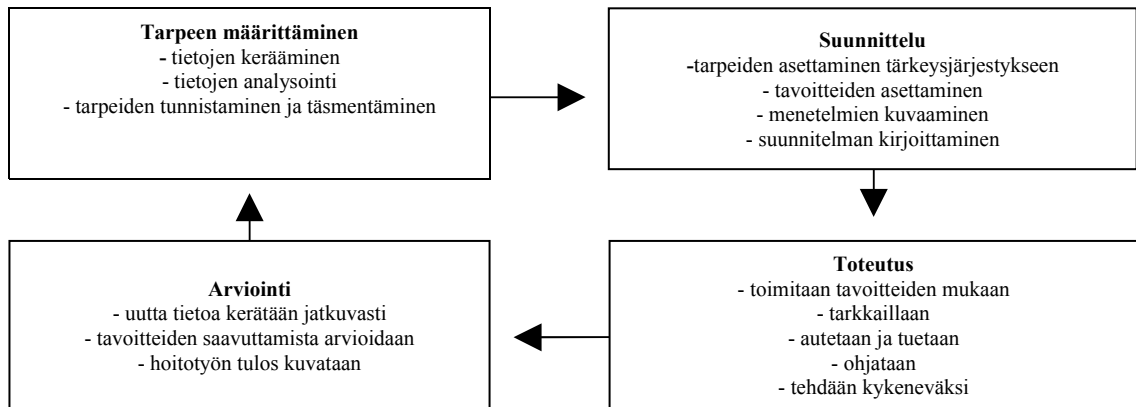 Tarpeen määrittäminen
- tietojen kerääminen
- tietojen analysointi
- tarpeiden tunnistaminen ja täsmentäminen
Suunnittelu
-tarpeiden asettaminen tärkeysjärjestykseen
- tavoitteiden asettaminen
- menetelmien kuvaaminen
- suunnitelman kirjoittaminen
Toteutus
- toimitaan tavoitteiden mukaan
- tarkkaillaan
- autetaan ja tuetaan
- ohjataan
- tehdään kykeneväksi
Arviointi
- uutta tietoa kerätään jatkuvasti
- tavoitteiden saavuttamista arvioidaan
- hoitotyön tulos kuvataan